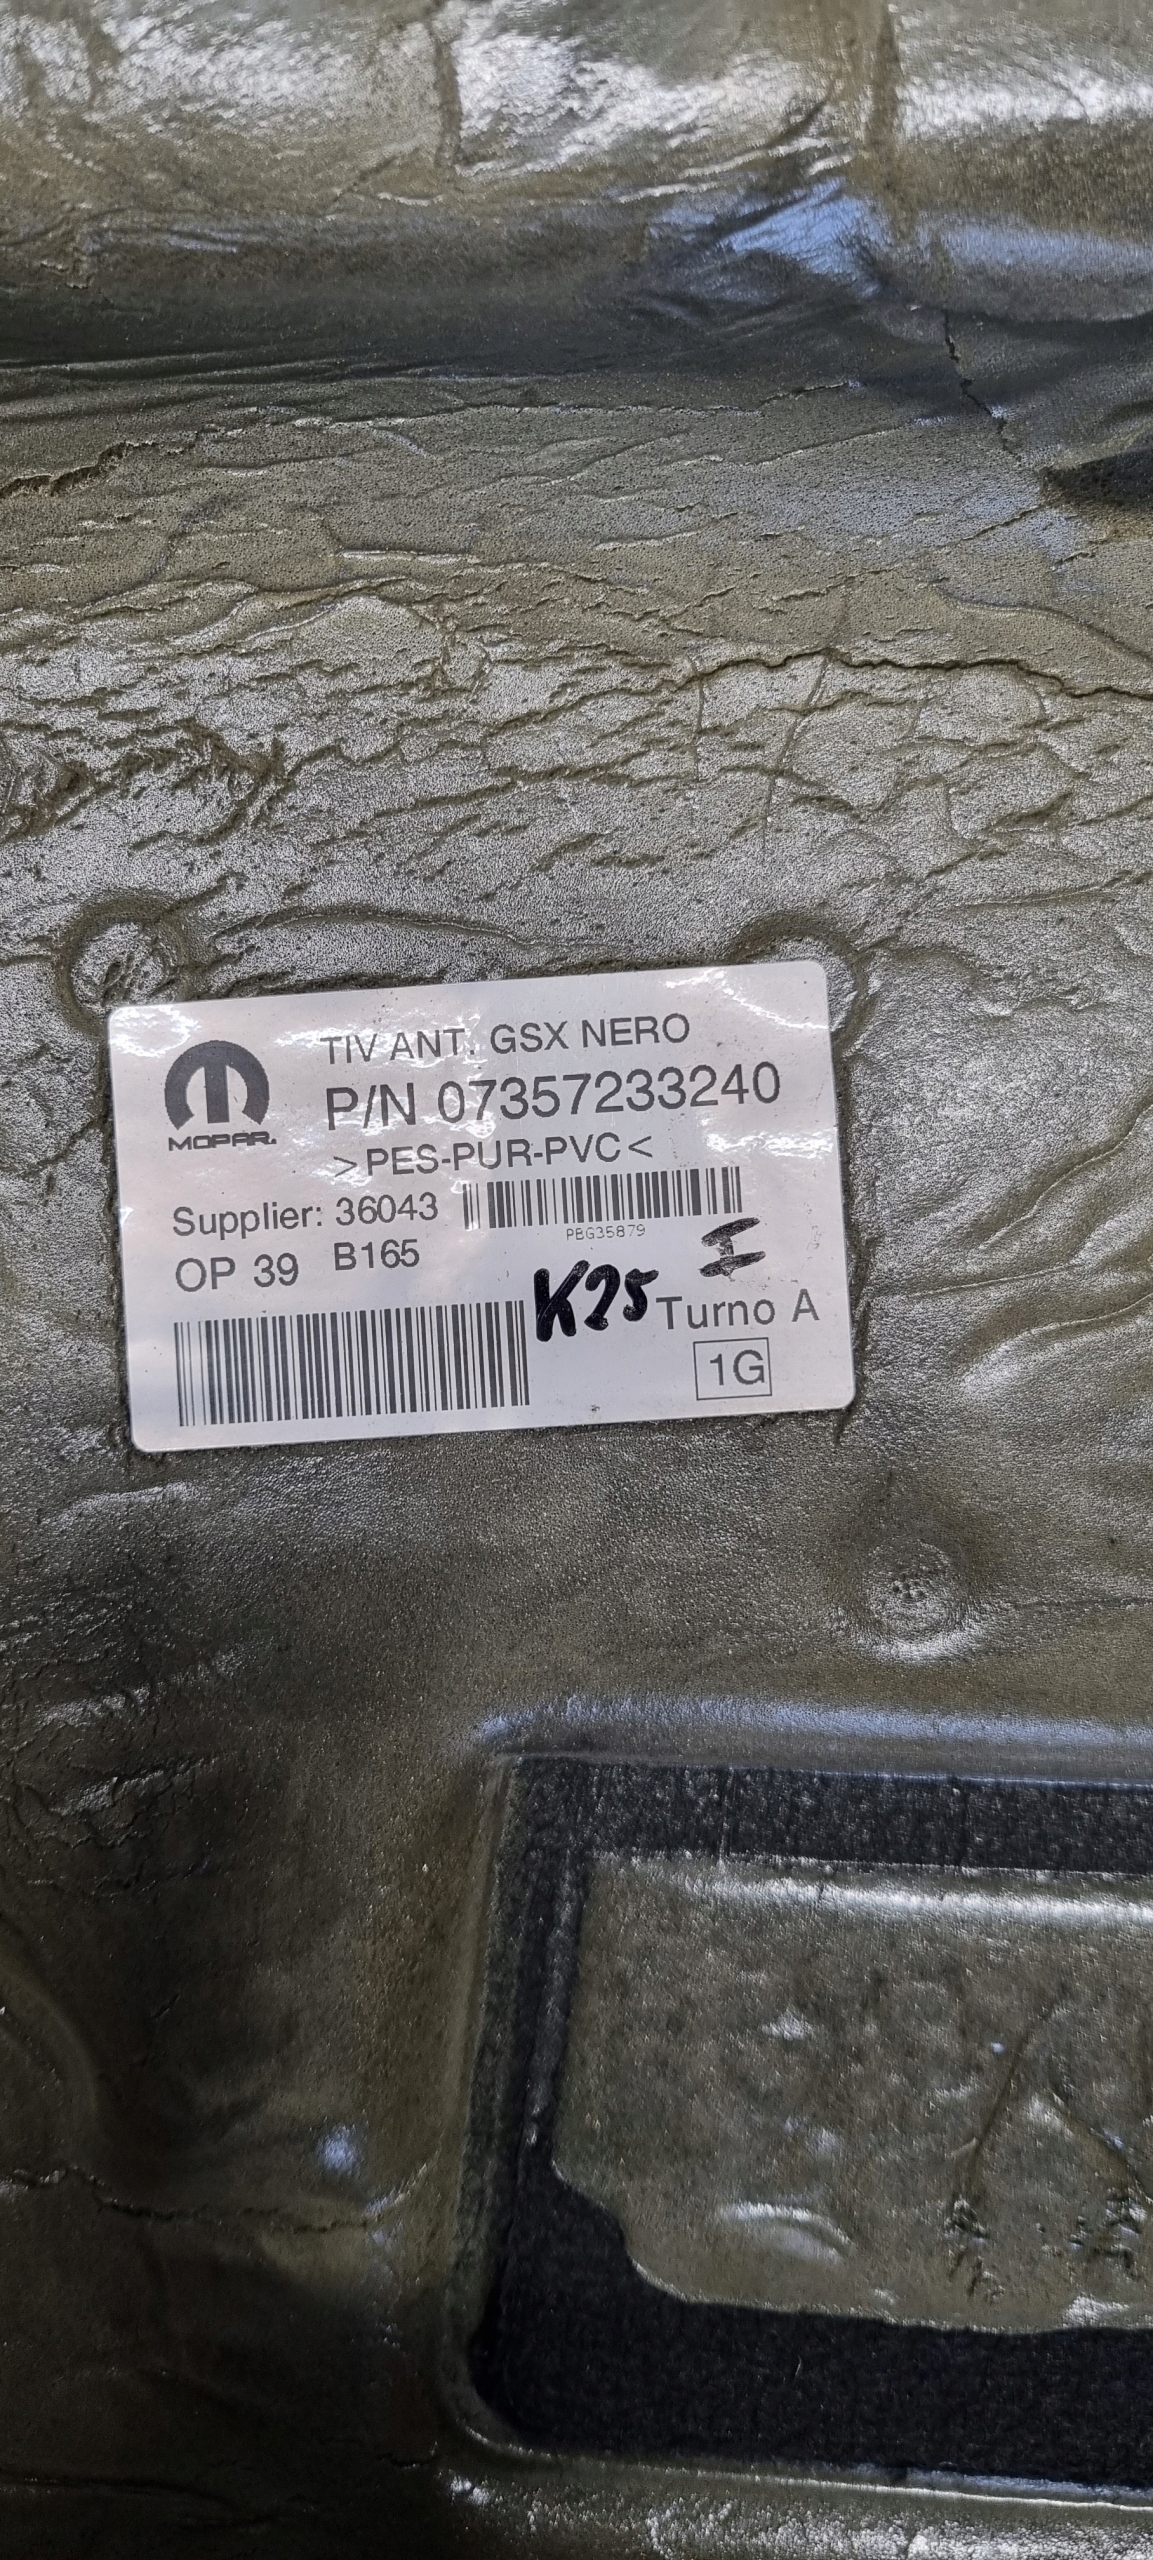 TIV ANT. GSX NERO
MOPAR.
P/N 07357233240
>PES-PUR-PVC<
Supplier: 36043
PBG35879
OP 39 B165
I
K25
Turno A
1G